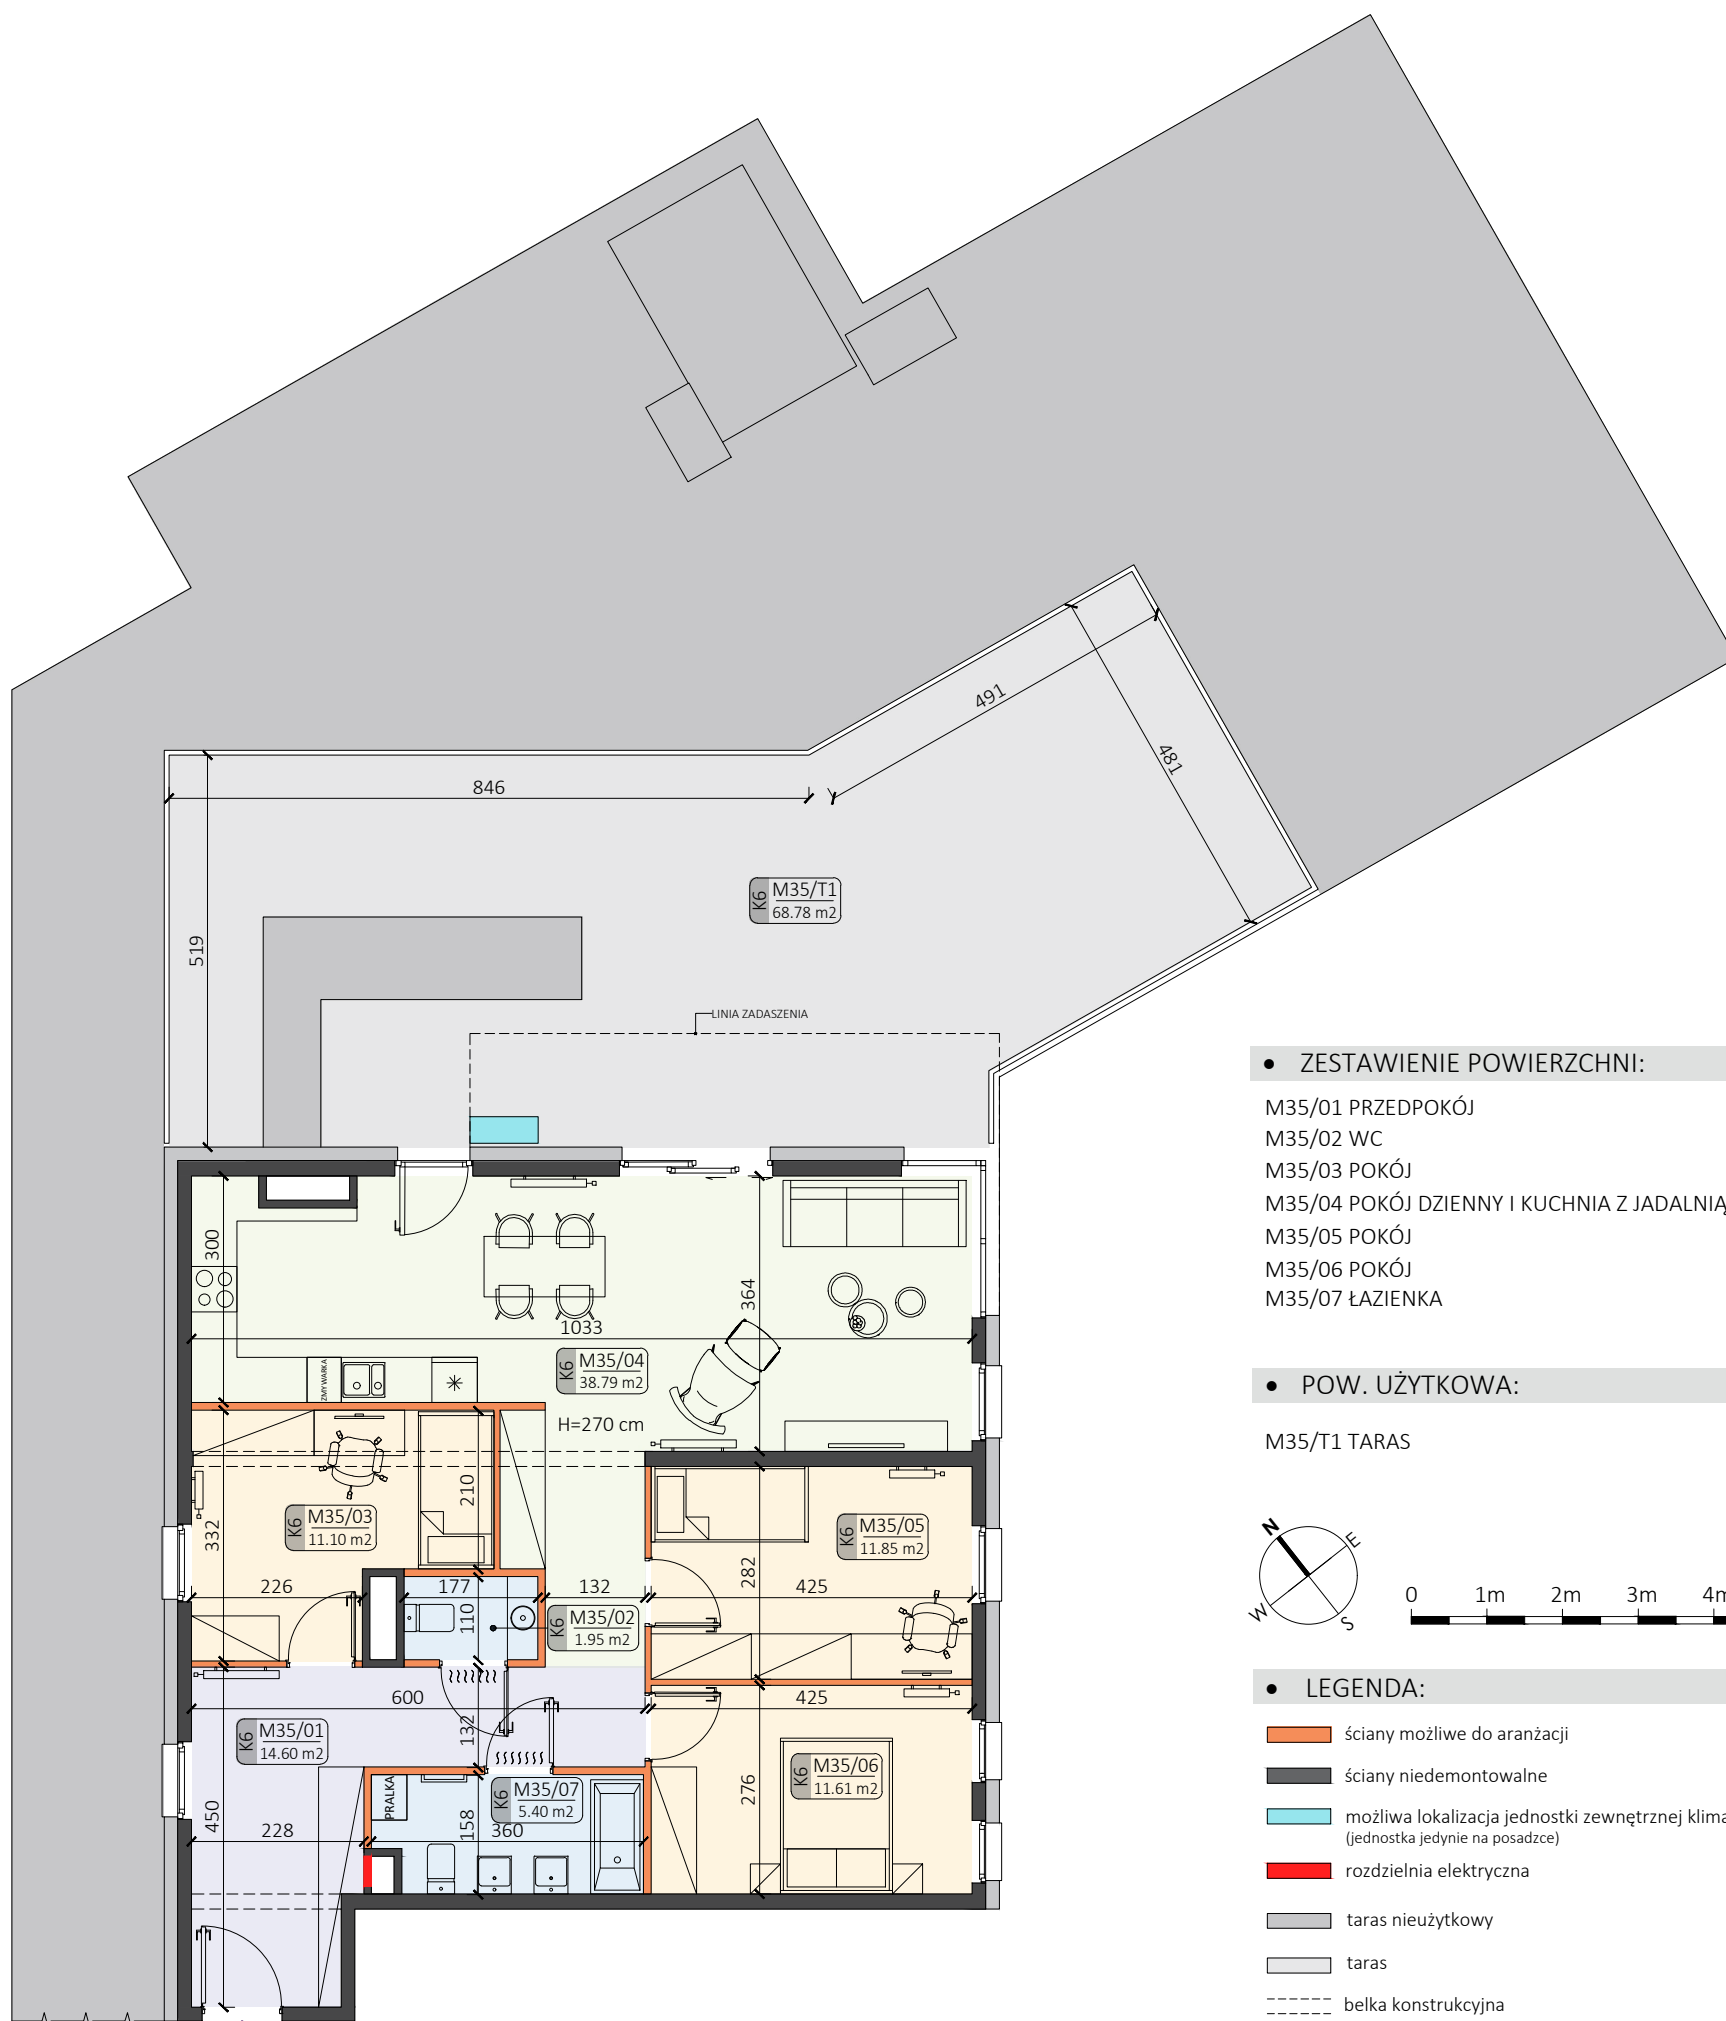 491
481
846
519
K6 M35/T1
68.78 m2
LINIA ZADASZENIA
300
364
1033
ZMYWARKA
K6 M35/04
38.79 m2
H=270 cm
332
210
K6 M35/03
11.10 m2
K6 M35/05
11.85 m2
282
226
177
132
425
110
K6 M35/02
1.95 m2
600
425
132
K6 M35/01
14.60 m2
450
PRALKA
K6 M35/07
5.40 m2
K6 M35/06
11.61 m2
276
228
158
360
• ZESTAWIENIE POWIERZCHNI:
M35/01 PRZEDPOKÓJ
M35/02 WC
M35/03 POKÓJ
M35/04 POKÓJ DZIENNY I KUCHNIA Z JADALNIĄ
M35/05 POKÓJ
M35/06 POKÓJ
M35/07 ŁAZIENKA
• POW. UŻYTKOWA:
M35/T1 TARAS
N
E
W
S
0 1m 2m 3m 4m
• LEGENDA:
ściany możliwe do aranżacji
ściany niedemontowalne
możliwa lokalizacja jednostki zewnętrznej klima
(jednostka jedynie na posadzce)
rozdzielnia elektryczna
taras nieużytkowy
taras
belka konstrukcyjna